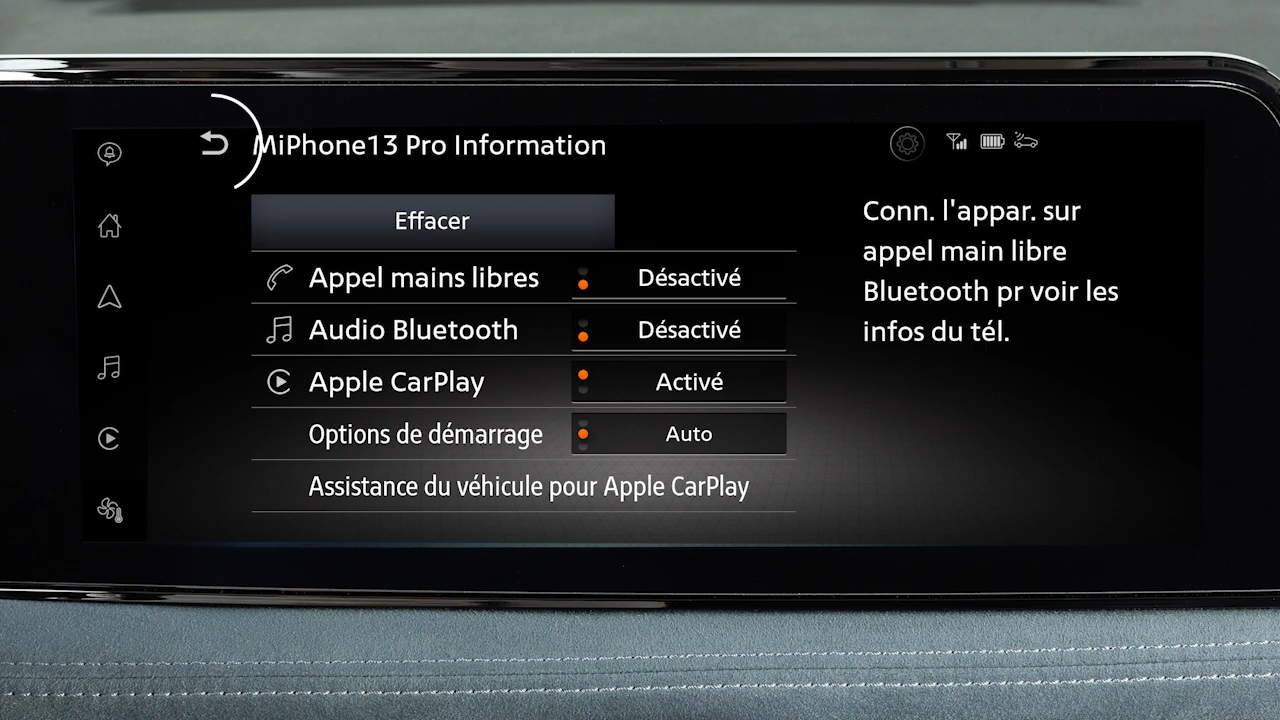 MiPhone13 Pro Information
Effacer
Appel mains libres Désactivé
Audio Bluetooth Désactivé
Apple CarPlay Activé
Options de démarrage Auto
Assistance du véhicule pour Apple CarPlay
Conn. l'appar. sur
appel main libre
Bluetooth pr voir les
infos du tél.